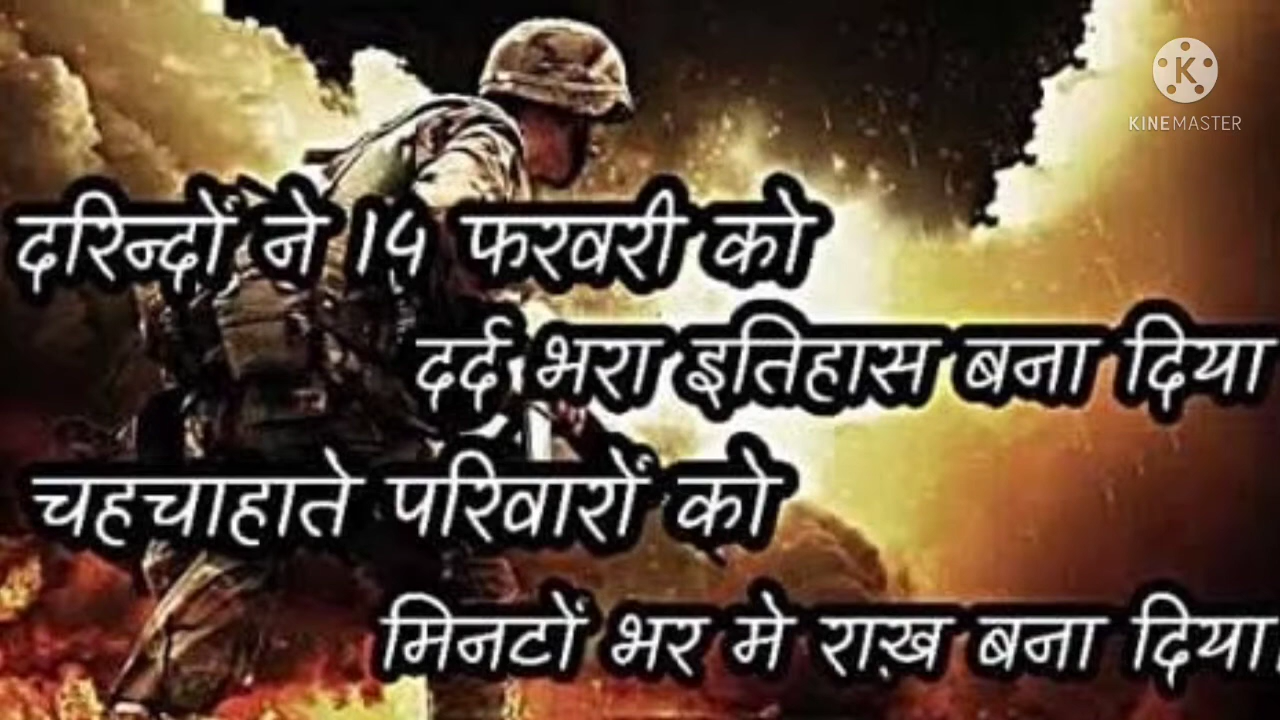 KINEMASTER
दरिन्दों ने 14 फरवरी को
दर्द भरा इतिहास बना दिया
चहचाहाते परिवारों को
मिनटों भर मे राख़ बना दिया